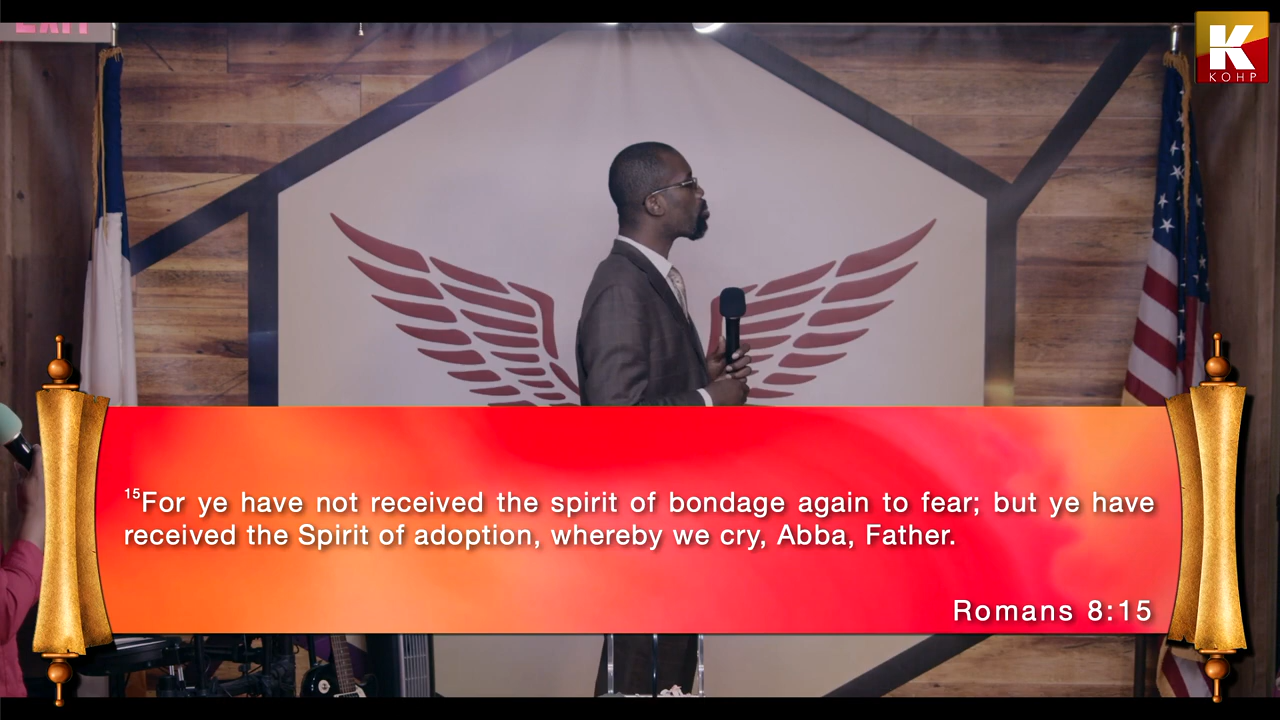 EXIT
K
KOHP
15For ye have not received the spirit of bondage again to fear; but ye have
received the Spirit of adoption, whereby we cry, Abba, Father.
Romans 8:15